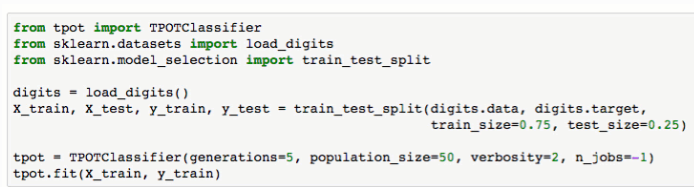 from tpot import TPOTClassifier
from sklearn.datasets import load_digits
from sklearn.model_selection import train_test_split
digits = load_digits()
X_train, X_test, y_train, y_test = train_test_split(digits.data, digits.target,
train_size=0.75, test_size=0.25)
tpot = TPOTClassifier(generations=5, population_size=50, verbosity=2, n_jobs=-1)
tpot.fit(X_train, y_train)